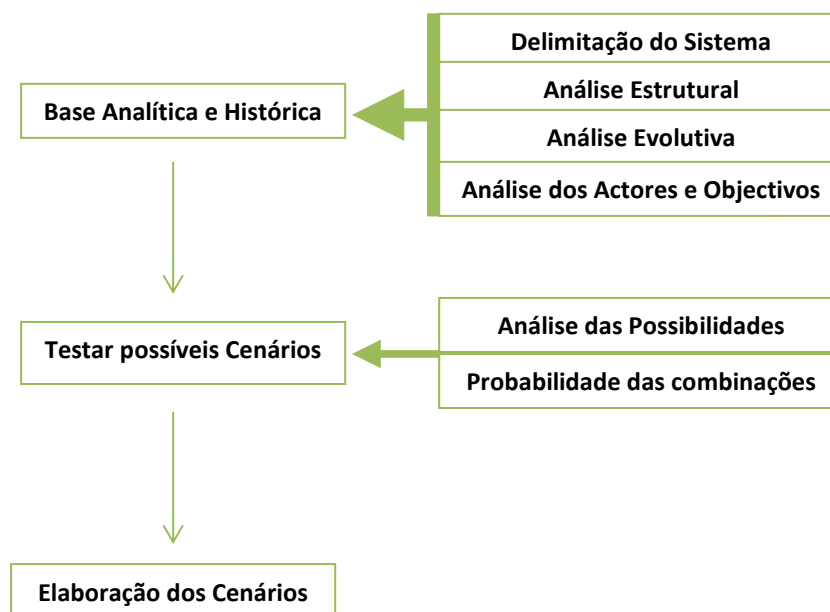 Delimitação do Sistema
Análise Estrutural
Base Analítica e Histórica
Análise Evolutiva
Análise dos Actores e Objectivos
Análise das Possibilidades
Testar possíveis Cenários
Probabilidade das combinações
Elaboração dos Cenários